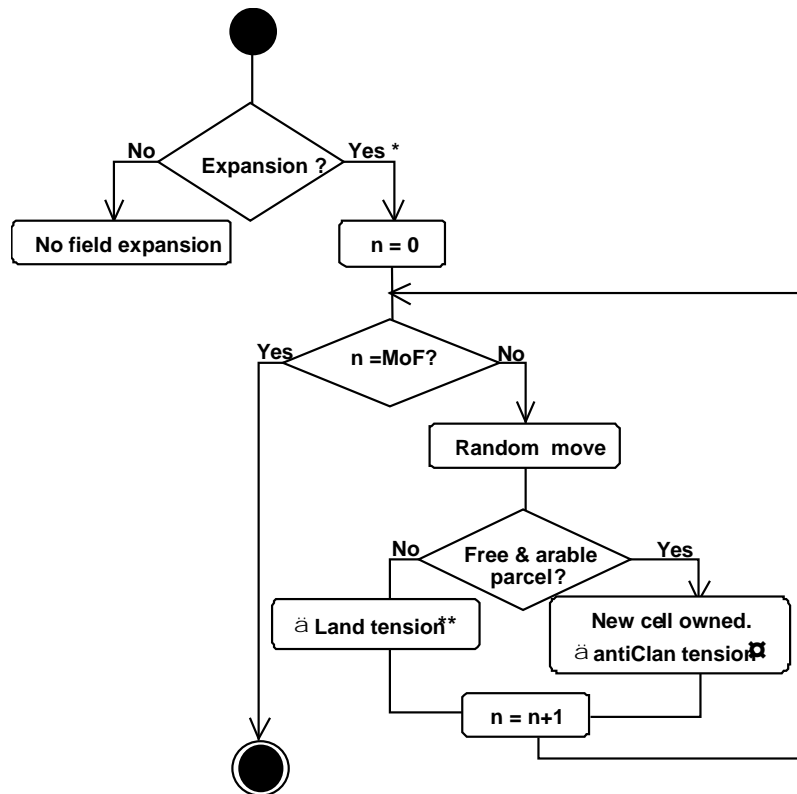 No
Expansion ?
Yes *
No field expansion
n = 0
Yes
n =MoF?
No
Random move
No
Free & arable
parcel?
Yes
ä Land tension**
New cell owned.
ä antiClan tension¤
n = n+1